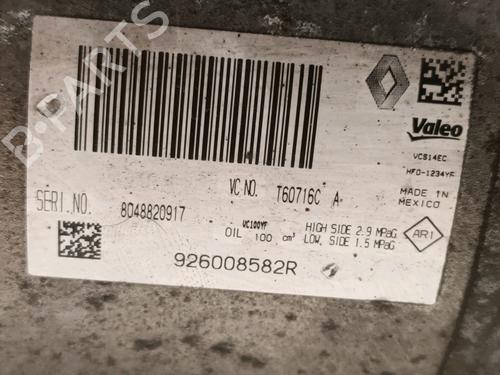 Valeo
VCS14EC
HFO-1234YF
VC NO. T60716C A
MADE IN
MEXICO
SERI.NO. 8048820917
VC100YF
OIL 100 cm³
HIGH SIDE 2.9 MPaG
LOW. SIDE 1.5 MPaG
AR1
926008582R
B-PARTS